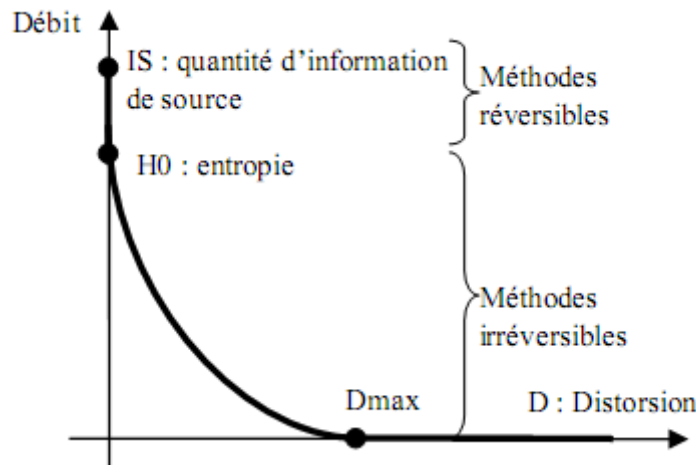 Débit
IS : quantité d'information
de source
Méthodes
réversibles
H0 : entropie
Méthodes
irréversibles
Dmax
D : Distorsion